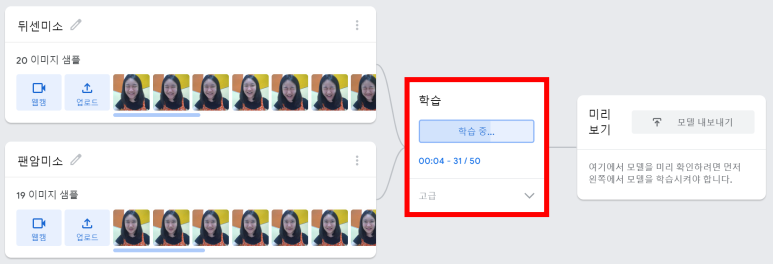 뒤센미소
20 이미지 샘플
웹캠
업로드
팬암미소
19 이미지 샘플
웹캠
업로드
학습
학습 중...
00:04 - 31 / 50
고급
미리
보기
모델 내보내기
여기에서 모델을 미리 확인하려면 먼저
왼쪽에서 모델을 학습시켜야 합니다.